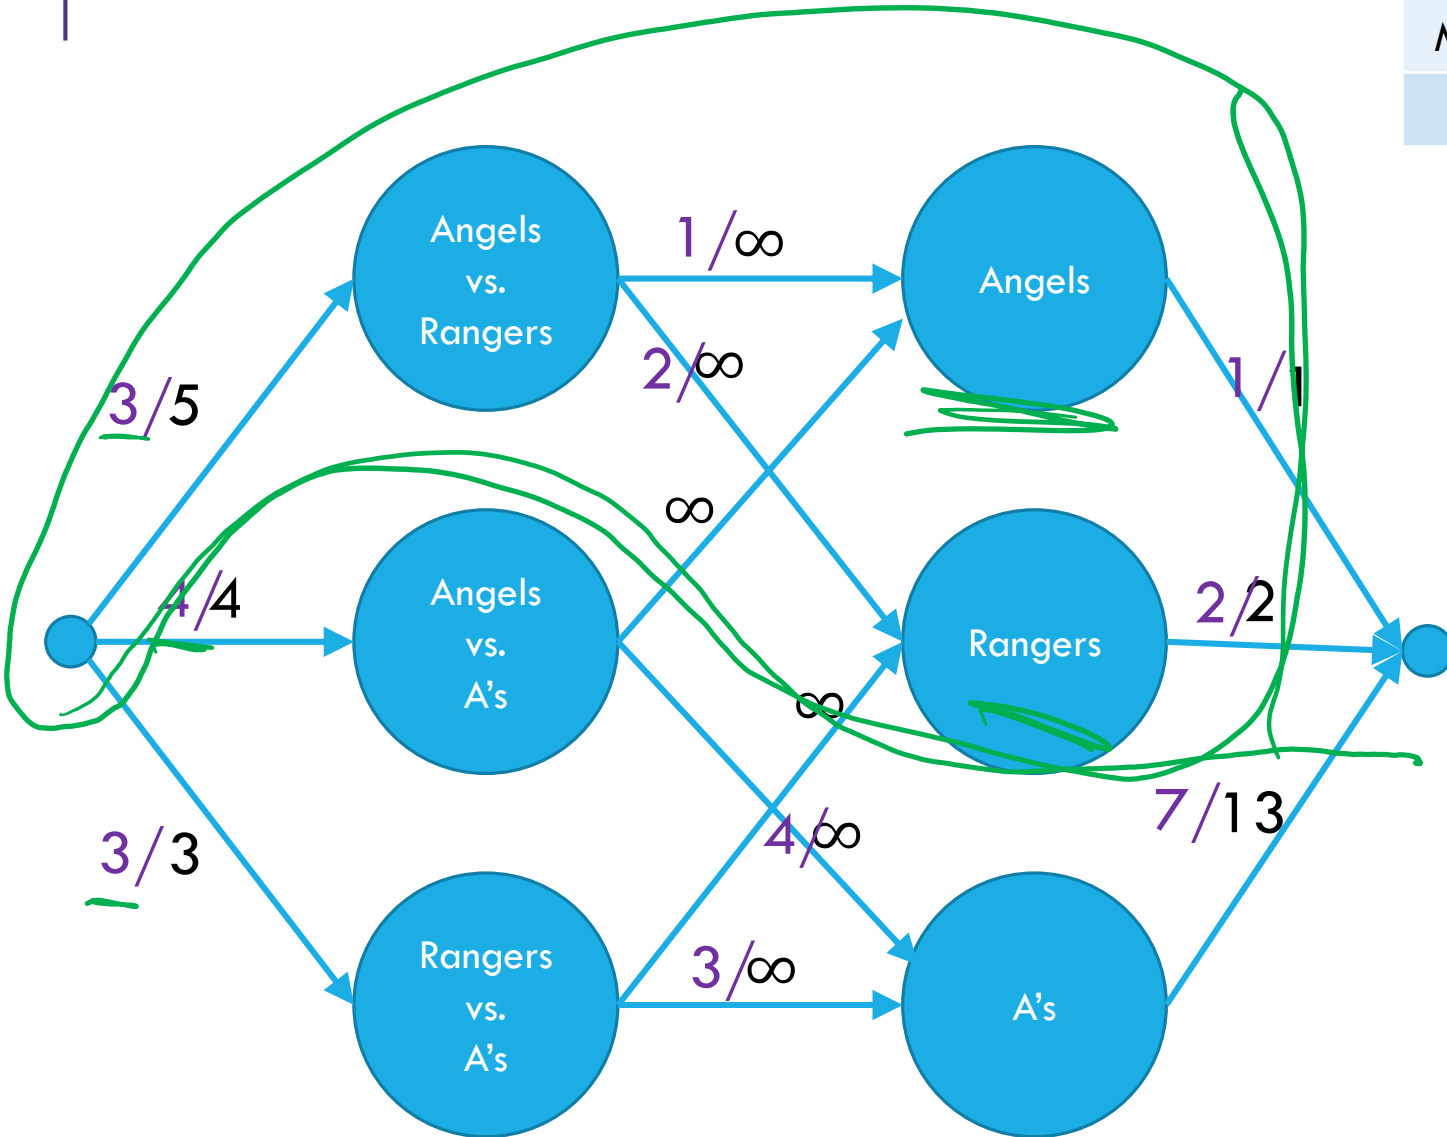 Angels
vs.
Rangers
1/∞
Angels
2/∞
3/5
1/1
∞
4/4
Angels
vs.
A's
Rangers
2/2
∞
7/13
3/3
4/∞
Rangers
vs.
A's
3/∞
A's